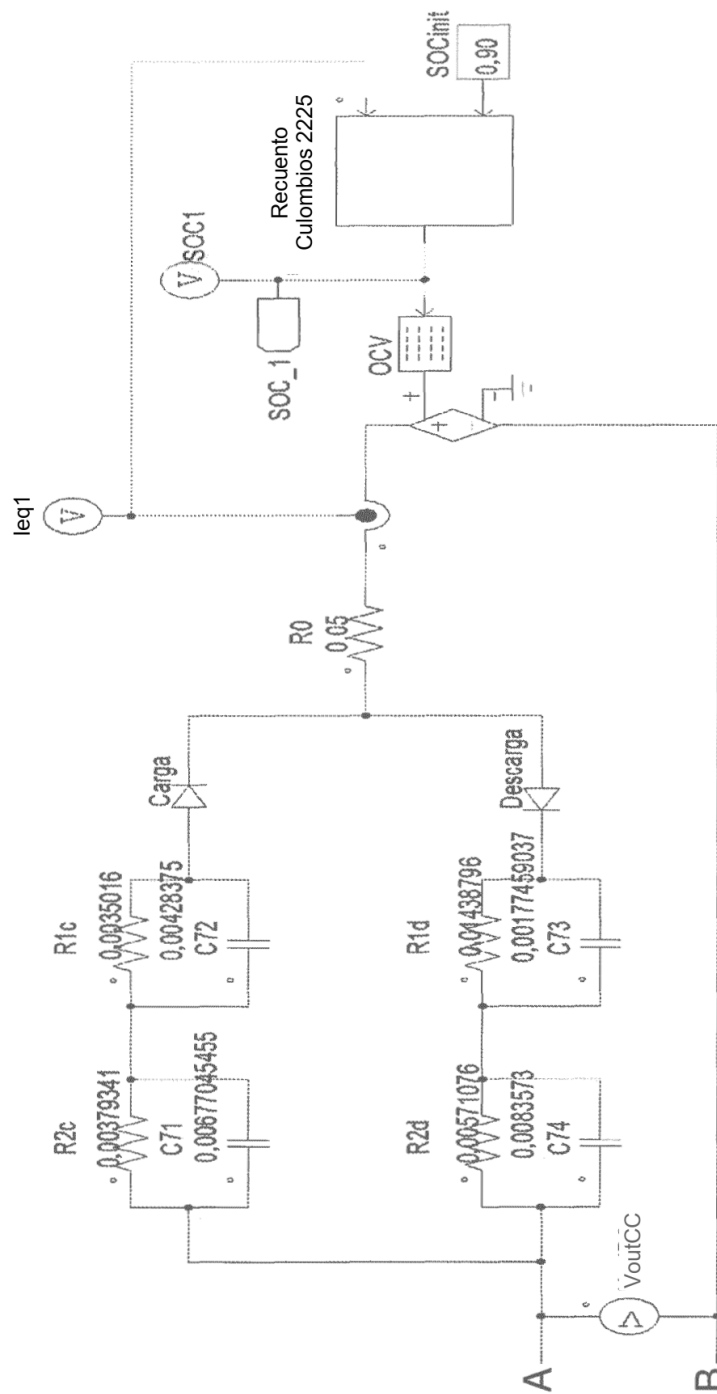 Ieq1
V
R2c
0,00379341
C71
0,00677045455
R1c
0,0035016
0,00428375
C72
Carga
R0
0,05
V
SOC1
SOC_1
OCV
+
+
-
Recuento
Culombios 2225
SOCinit
0,90
R2d
0,00571076
0,0083573
C74
R1d
0,01438796
0,00177459037
C73
Descarga
A
V
VoutCC
B